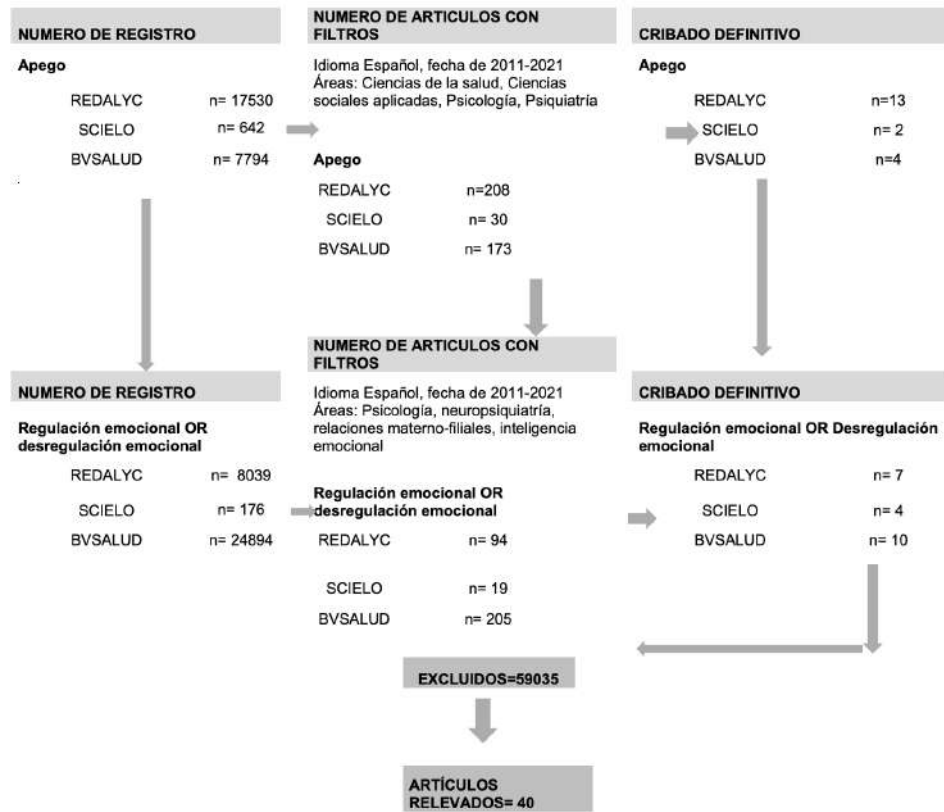 NUMERO DE REGISTRO
Apego
REDALYC n= 17530
SCIELO n= 642
BVSALUD n= 7794
NUMERO DE ARTICULOS CON
FILTROS
Idioma Español, fecha de 2011-2021
Áreas: Ciencias de la salud, Ciencias
sociales aplicadas, Psicología, Psiquiatría
Apego
REDALYC n=208
SCIELO n= 30
BVSALUD n= 173
CRIBADO DEFINITIVO
Apego
REDALYC n=13
SCIELO n= 2
BVSALUD n=4
NUMERO DE REGISTRO
Regulación emocional OR
desregulación emocional
REDALYC n= 8039
SCIELO n= 176
BVSALUD n= 24894
NUMERO DE ARTICULOS CON
FILTROS
Idioma Español, fecha de 2011-2021
Áreas: Psicología, neuropsiquiatría,
relaciones materno-filiales, inteligencia
emocional
Regulación emocional OR
desregulación emocional
REDALYC n= 94
SCIELO n= 19
BVSALUD n= 205
CRIBADO DEFINITIVO
Regulación emocional OR Desregulación
emocional
REDALYC n= 7
SCIELO n= 4
BVSALUD n= 10
EXCLUIDOS=59035
ARTÍCULOS
RELEVADOS= 40